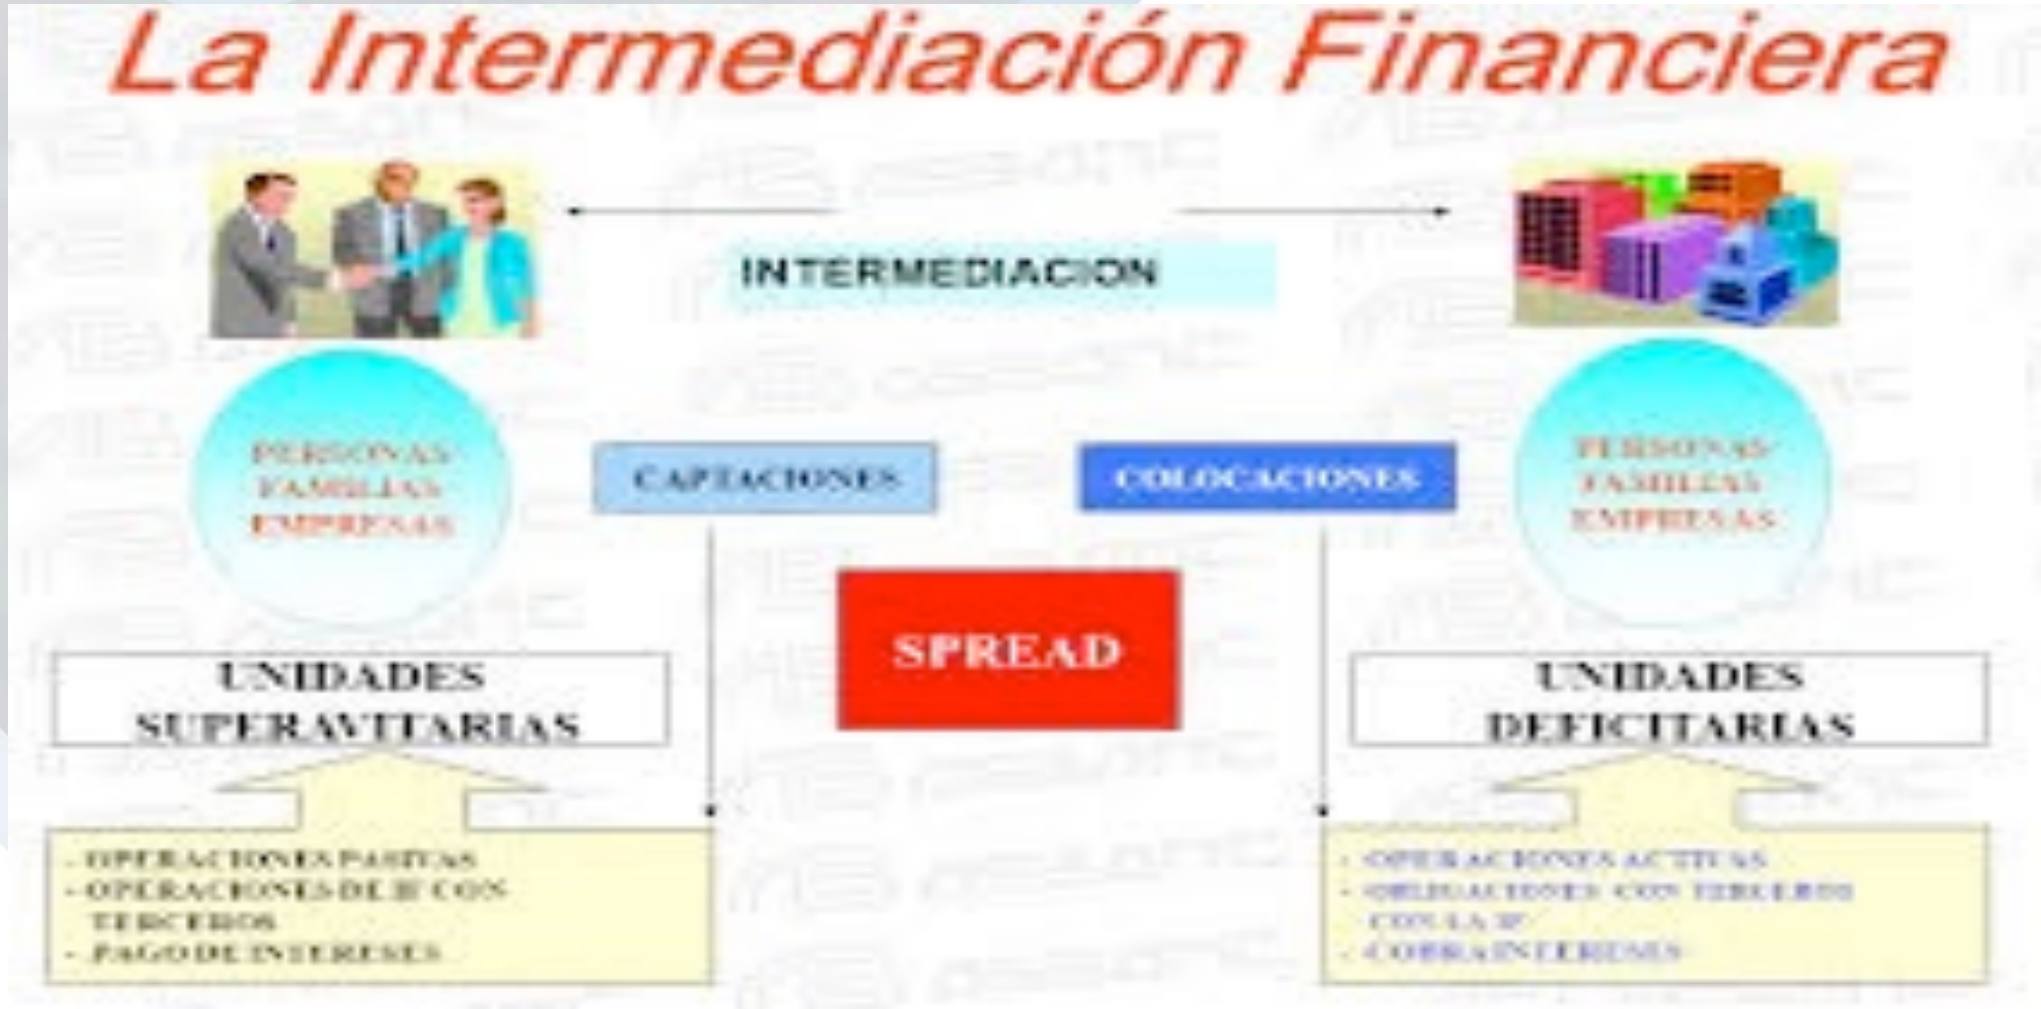 La Intermediación Financiera
INTERMEDIACION
PERSONAS
FAMILIAS
EMPRESAS
CAPTACIONES
COLOCACIONES
PERSONAS
FAMILIAS
EMPRESAS
SPREAD
UNIDADES
SUPERAVITARIAS
UNIDADES
DEFICITARIAS
- OPERACIONES PASIVAS
- OPERACIONES DE IF CON
TERCEROS
- PAGO DE INTERESES
- OPERACIONES ACTIVAS
- OBLIGACIONES CON TERCEROS
CON LA IF
- COBRA INTERESES